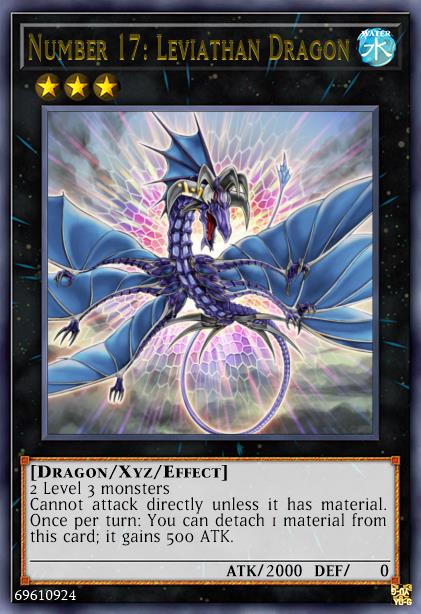 Number 17: Leviathan Dragon
WATER
水
[Dragon/Xyz/Effect]
2 Level 3 monsters
Cannot attack directly unless it has material.
Once per turn: You can detach 1 material from
this card; it gains 500 ATK.
ATK/2000 DEF/ 0
69610924